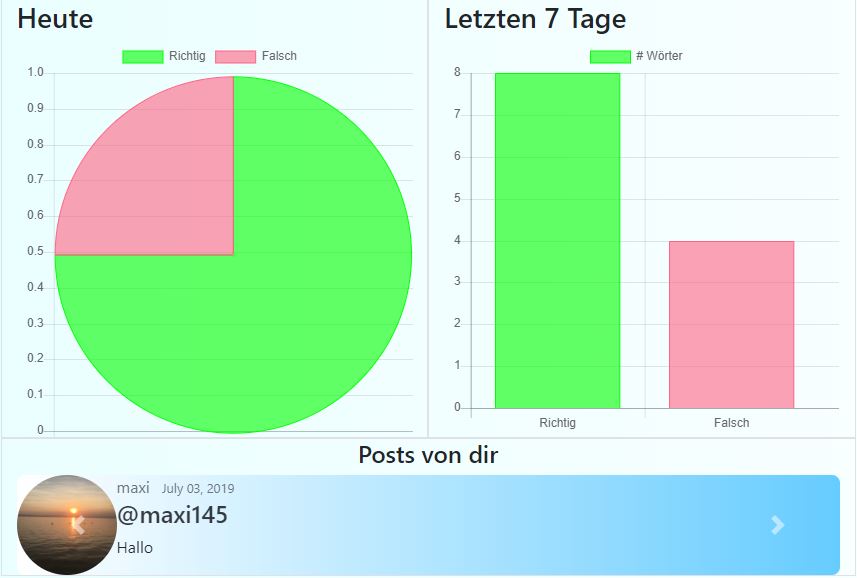 Heute
Richtig Falsch
1.0
0.9
0.8
0.7
0.6
0.5
0.4
0.3
0.2
0.1
0
Letzten 7 Tage
# Wörter
8
7
6
5
4
3
2
1
0
Richtig Falsch
Posts von dir
maxi July 03, 2019
@maxi145
Hallo